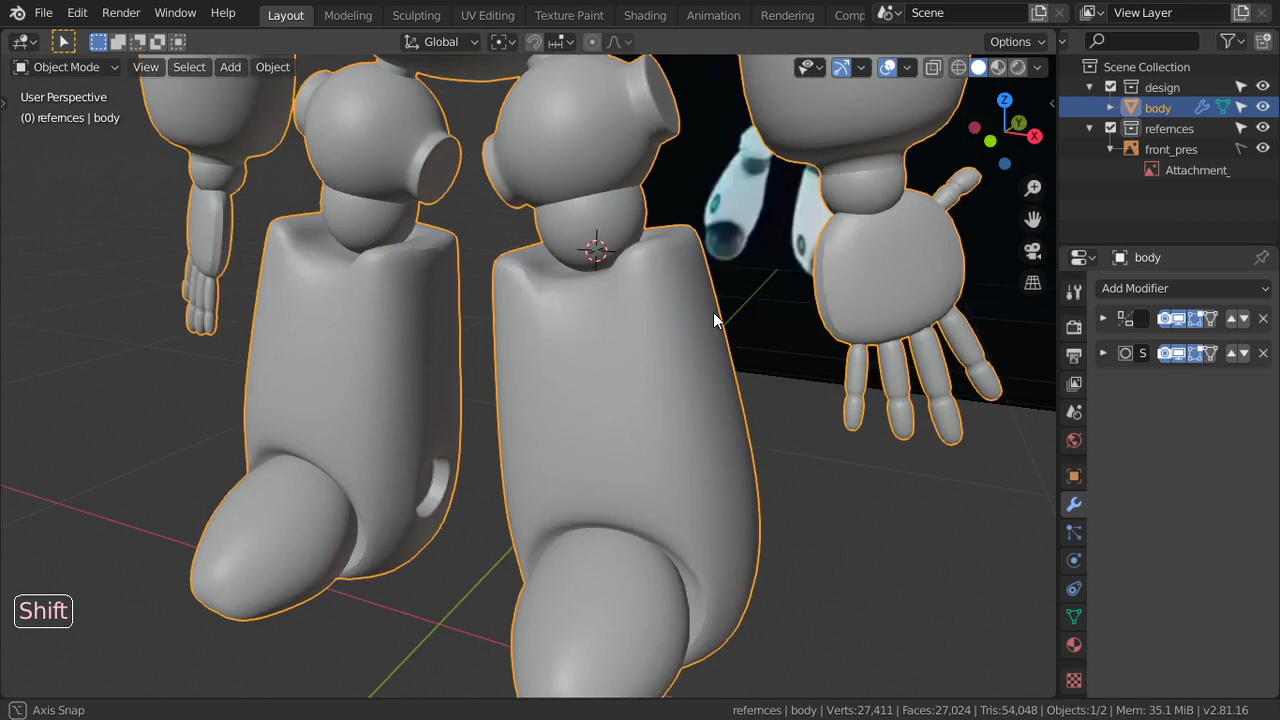 File Edit Render Window Help Layout Modeling Sculpting UV Editing Texture Paint Shading Animation Rendering Comp Scene View Layer
Global Options
Object Mode View Select Add Object
User Perspective
(0) refernces | body
Z
Y
X
Scene Collection
design
body
refernces
front_pres
Attachment_
body
Add Modifier
S
Shift
Axis Snap
refernces | body | Verts:27,411 | Faces:27,024 | Tris:54,048 | Objects:1/2 | Mem: 35.1 MiB | v2.81.16